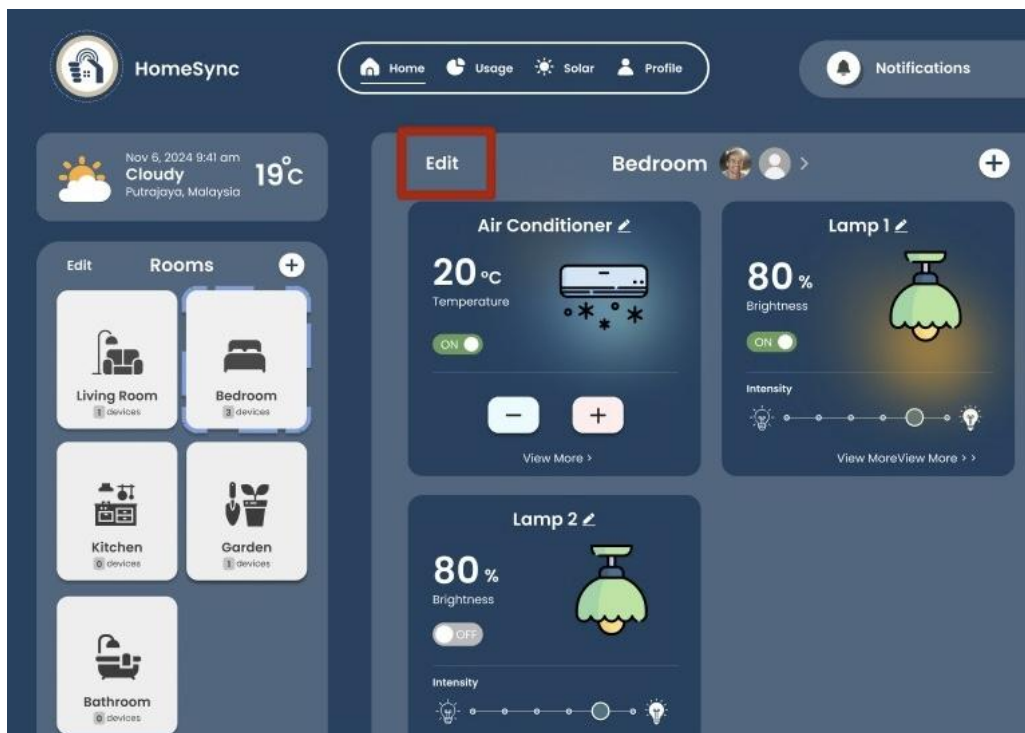 HomeSync
Home Usage Solar Profile
Notifications
Nov 6, 2024 9:41 am
Cloudy
Putrajaya, Malaysia
19°c
Edit Rooms
Living Room
1 devices
Bedroom
3 devices
Kitchen
0 devices
Garden
1 devices
Bathroom
0 devices
Edit Bedroom >
Air Conditioner
20 °C
Temperature
ON
- +
View More >
Lamp 1
80 %
Brightness
ON
Intensity
View MoreView More > >
Lamp 2
80 %
Brightness
OFF
Intensity